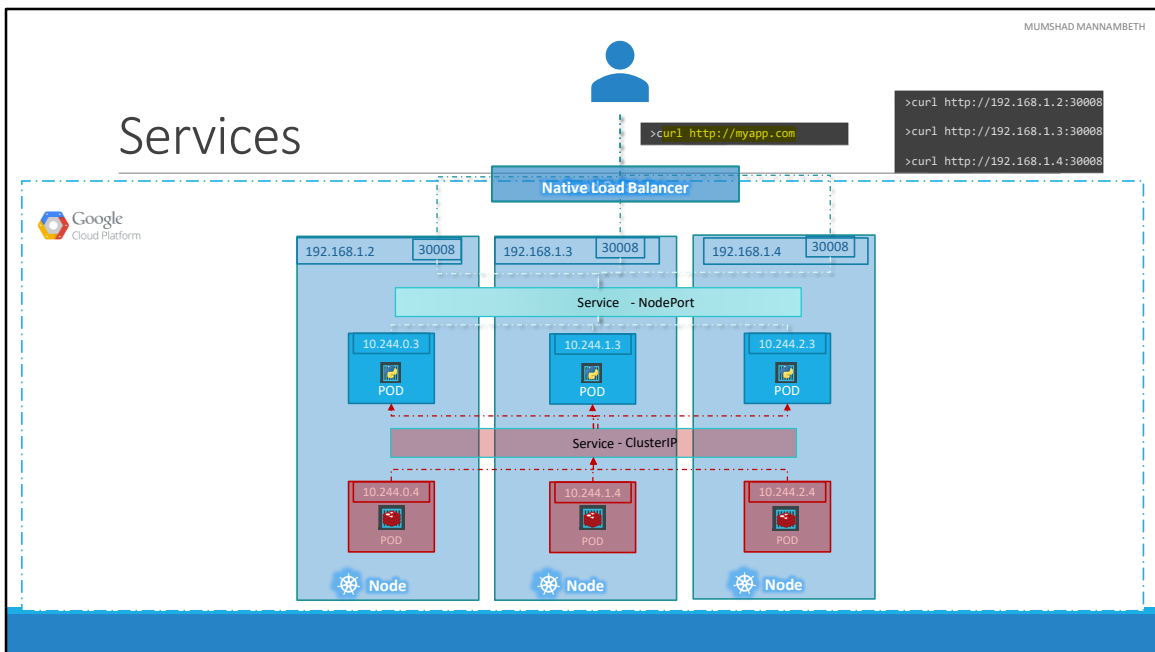 MUMSHAD MANNAMBETH
Services
>curl http://myapp.com
>curl http://192.168.1.2:30008
>curl http://192.168.1.3:30008
>curl http://192.168.1.4:30008
Native Load Balancer
Google
Cloud Platform
192.168.1.2 30008
192.168.1.3 30008
192.168.1.4 30008
Service - NodePort
10.244.0.3 10.244.1.3 10.244.2.3
POD POD POD
Service - ClusterIP
10.244.0.4 10.244.1.4 10.244.2.4
POD POD POD
Node Node Node